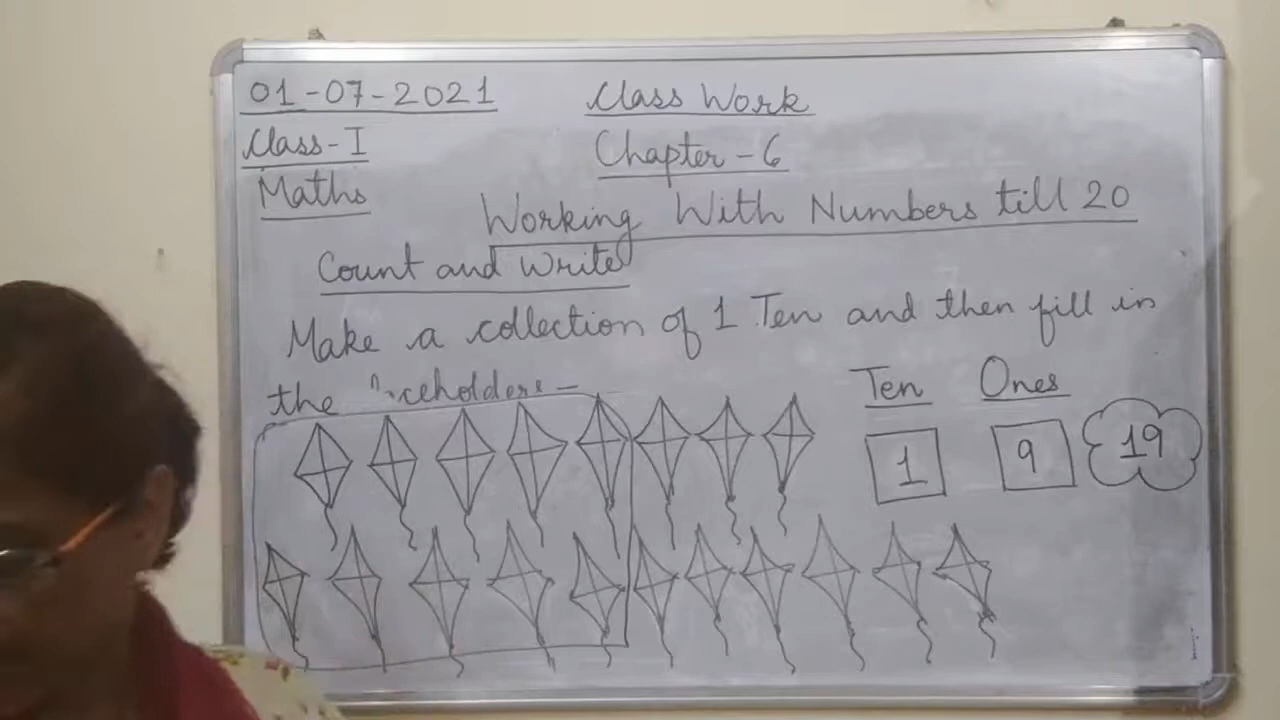 01-07-2021
Class Work
Class-I
Chapter-6
Maths
Working With Numbers till 20
Count and Write
Make a collection of 1 Ten and then fill in
the
Ten Ones
1 9 19